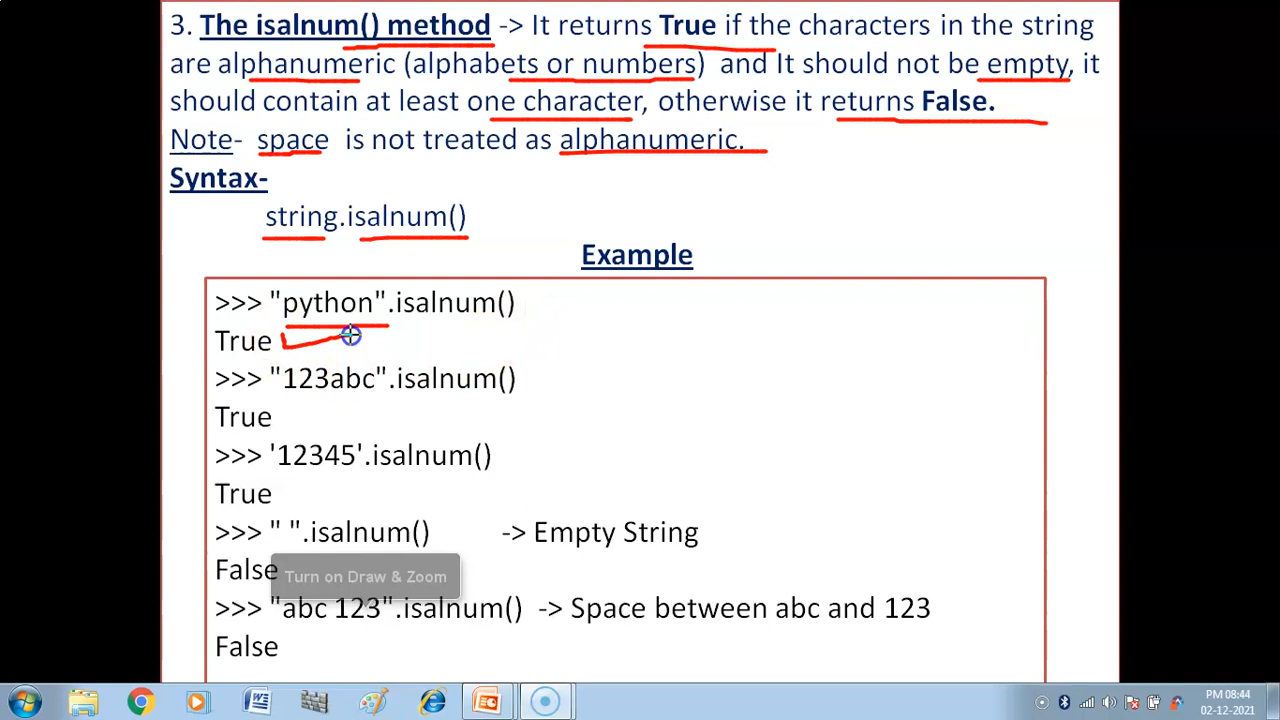 3. The isalnum() method -> It returns True if the characters in the string
are alphanumeric (alphabets or numbers) and It should not be empty, it
should contain at least one character, otherwise it returns False.
Note- space is not treated as alphanumeric.
Syntax-
string.isalnum()
Example
>>> "python".isalnum()
True
>>> "123abc".isalnum()
True
>>> '12345'.isalnum()
True
>>> " ".isalnum() -> Empty String
False
Turn on Draw & Zoom
>>> "abc 123".isalnum() -> Space between abc and 123
False
PM 08:44
02-12-2021